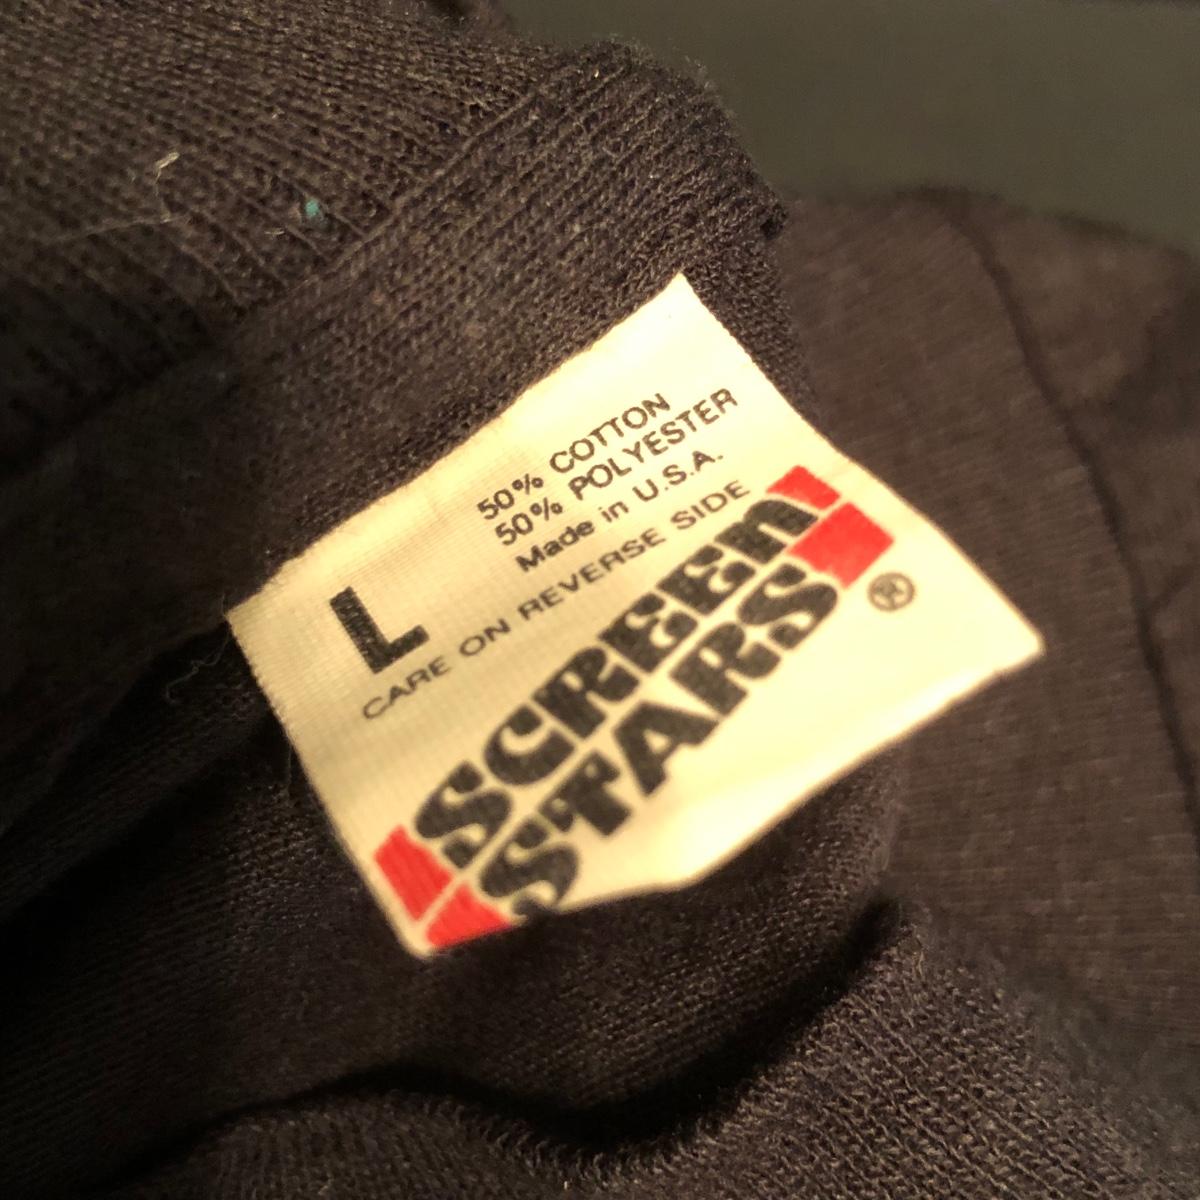 50% COTTON
50% POLYESTER
Made in U.S.A.
L
CARE ON REVERSE SIDE
SCREEN
STARS
®